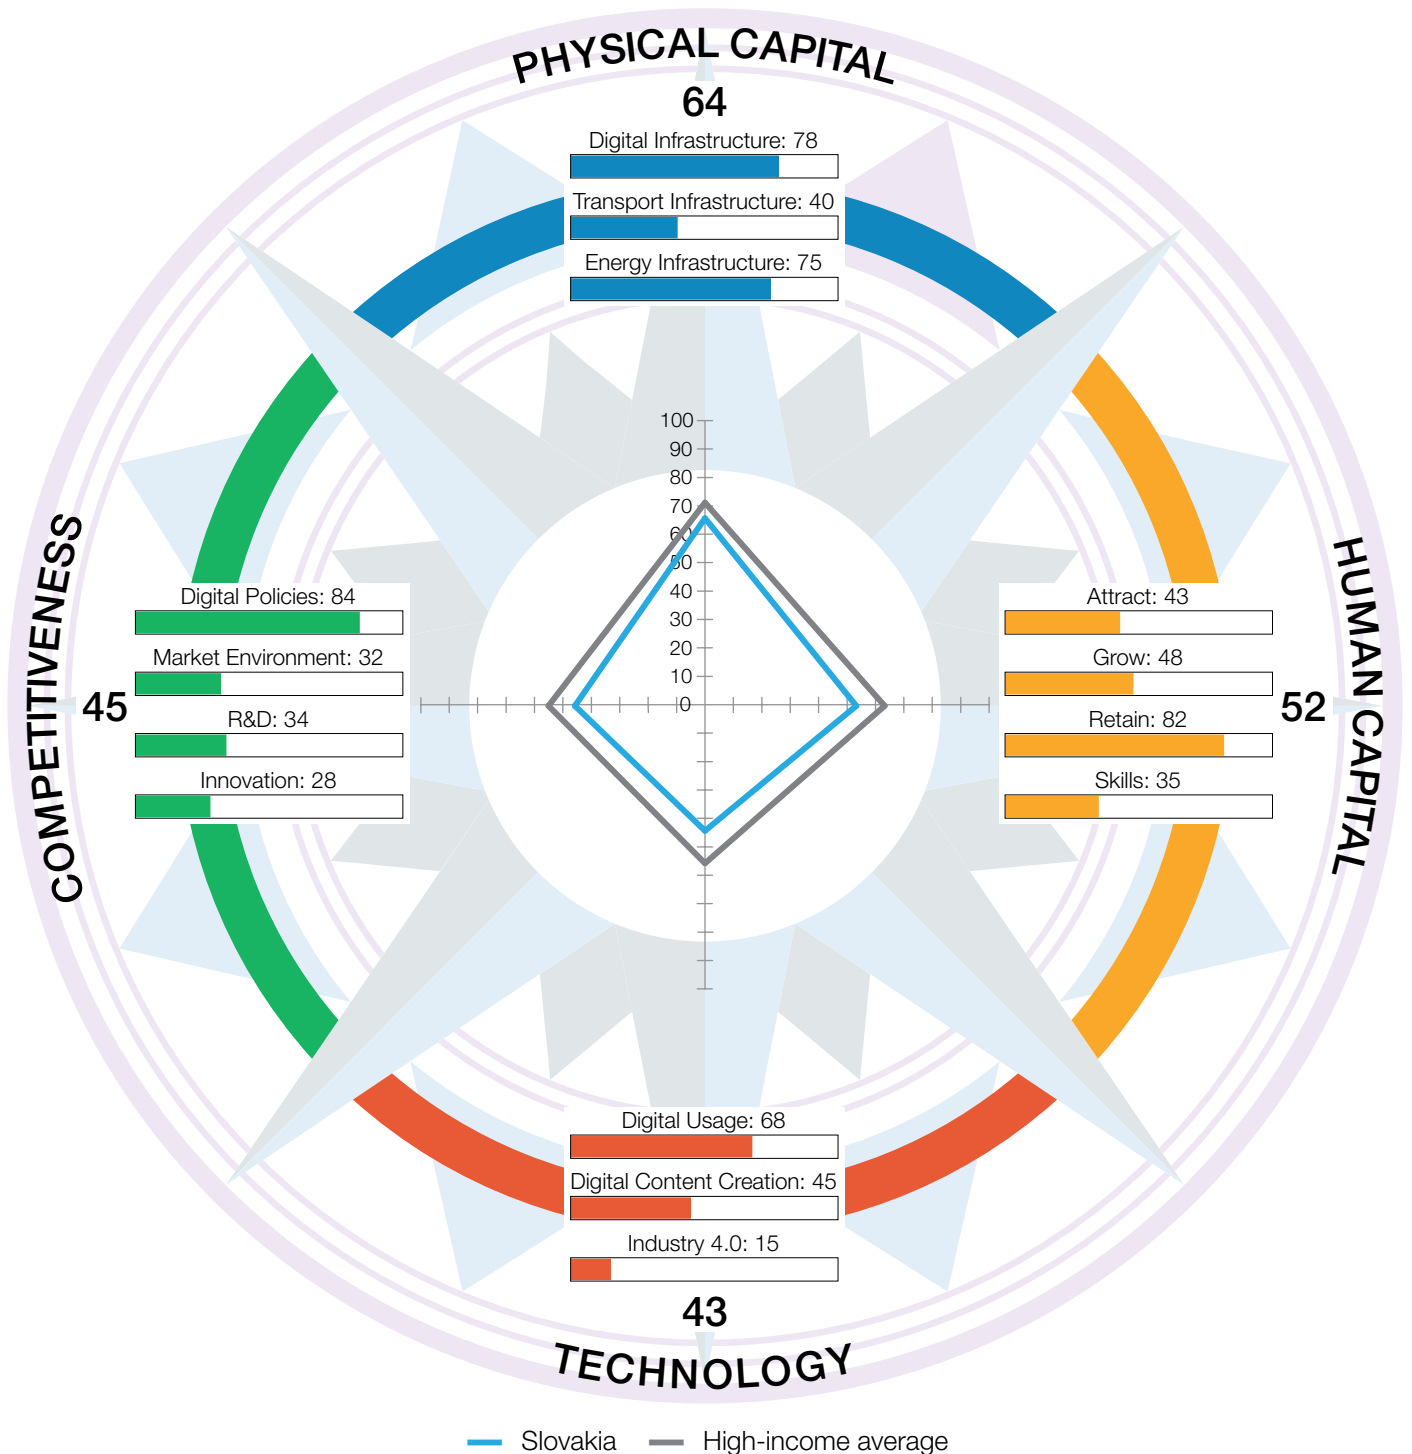 PHYSICAL CAPITAL
64
Digital Infrastructure: 78
Transport Infrastructure: 40
Energy Infrastructure: 75
100
90
80
70
60
50
40
30
20
10
0
COMPETITIVENESS
45
Digital Policies: 84
Market Environment: 32
R&D: 34
Innovation: 28
HUMAN CAPITAL
52
Attract: 43
Grow: 48
Retain: 82
Skills: 35
Digital Usage: 68
Digital Content Creation: 45
Industry 4.0: 15
43
TECHNOLOGY
Slovakia
High-income average